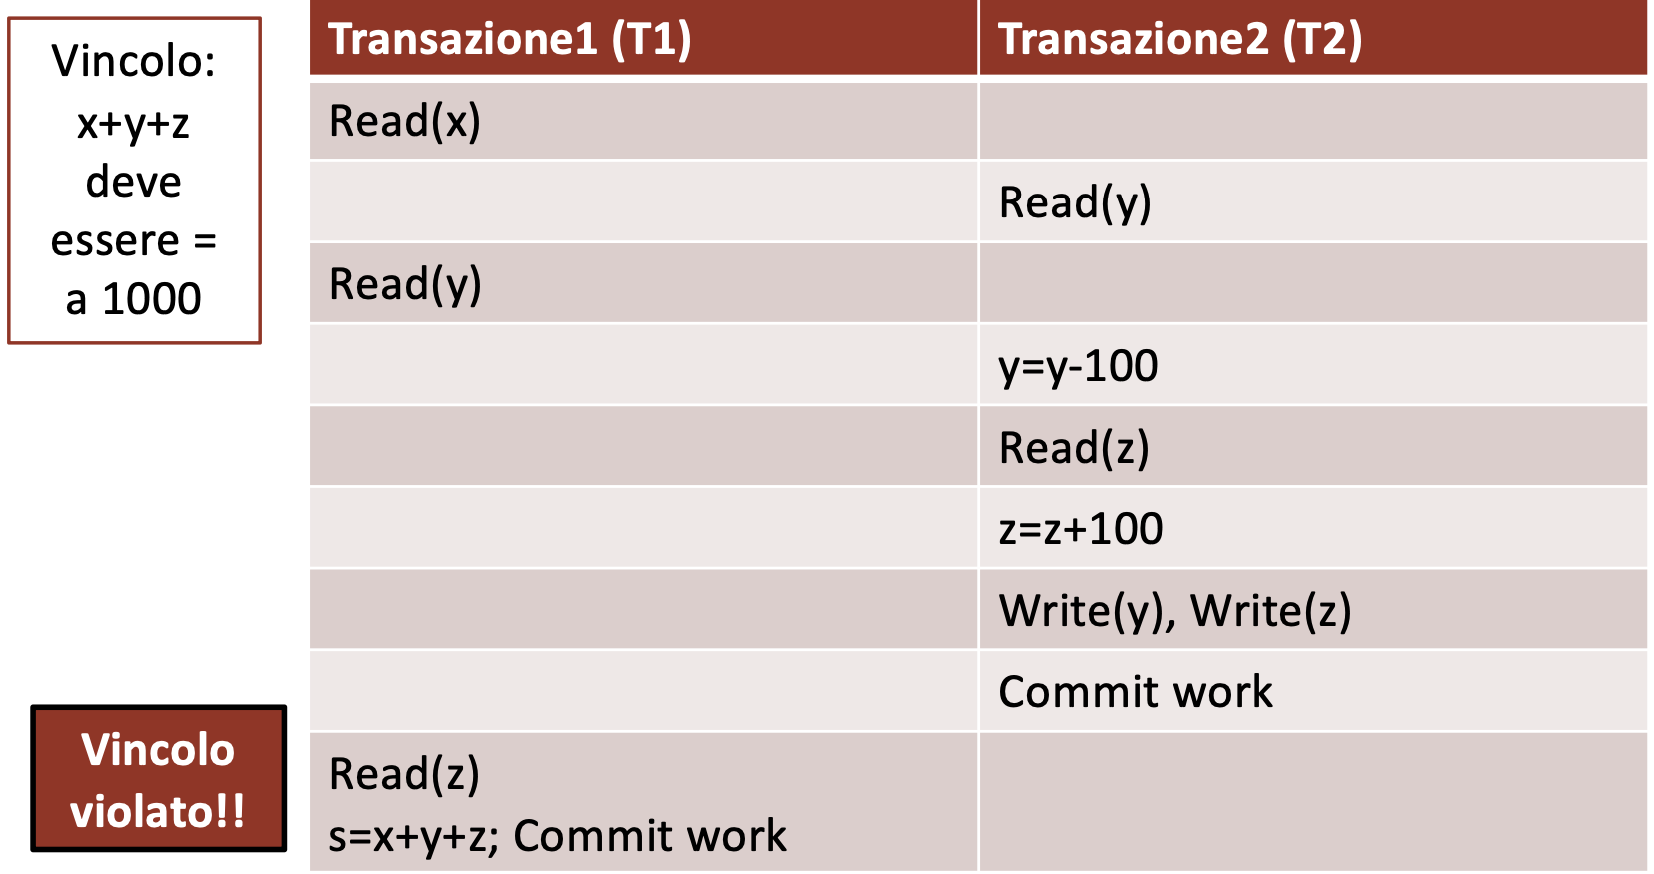 Vincolo:
x+y+z
deve
essere =
a 1000
Transazione1 (T1) Transazione2 (T2)
Read(x)
Read(y)
Read(y)
y=y-100
Read(z)
z=z+100
Write(y), Write(z)
Commit work
Vincolo
violato!!
Read(z)
s=x+y+z; Commit work